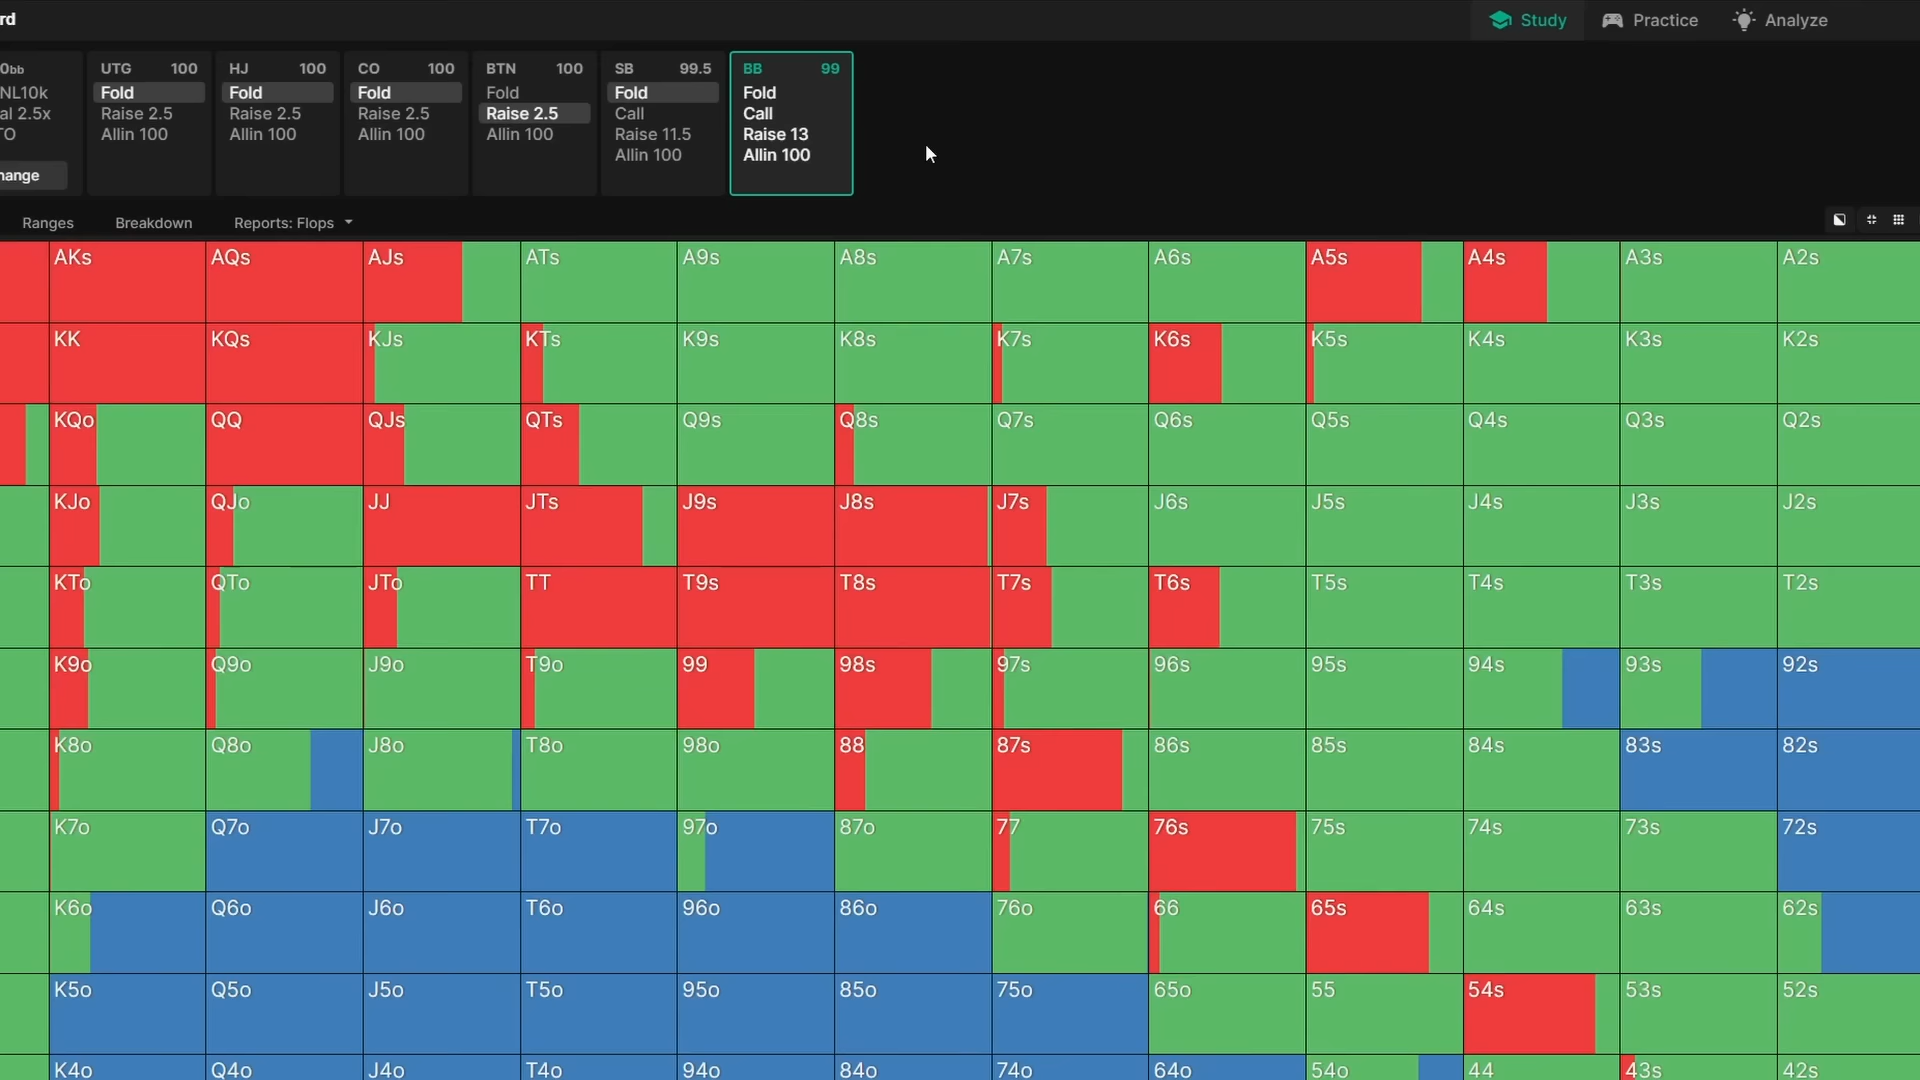 rd Study Practice Analyze
0bb UTG 100 HJ 100 CO 100 BTN 100 SB 99.5 BB 99
NL10k Fold Fold Fold Fold Fold Fold
al 2.5x Raise 2.5 Raise 2.5 Raise 2.5 Raise 2.5 Call Call
TO Allin 100 Allin 100 Allin 100 Allin 100 Raise 11.5 Raise 13
Allin 100 Allin 100
hange
Ranges Breakdown Reports: Flops
AKs AQs AJs ATs A9s A8s A7s A6s A5s A4s A3s A2s
KK KQs KJs KTs K9s K8s K7s K6s K5s K4s K3s K2s
KQo QQ QJs QTs Q9s Q8s Q7s Q6s Q5s Q4s Q3s Q2s
KJo QJo JJ JTs J9s J8s J7s J6s J5s J4s J3s J2s
KTo QTo JTo TT T9s T8s T7s T6s T5s T4s T3s T2s
K9o Q9o J9o T9o 99 98s 97s 96s 95s 94s 93s 92s
K8o Q8o J8o T8o 98o 88 87s 86s 85s 84s 83s 82s
K7o Q7o J7o T7o 97o 87o 77 76s 75s 74s 73s 72s
K6o Q6o J6o T6o 96o 86o 76o 66 65s 64s 63s 62s
K5o Q5o J5o T5o 95o 85o 75o 65o 55 54s 53s 52s
K4o Q4o J4o T4o 94o 84o 74o 64o 54o 44 43s 42s